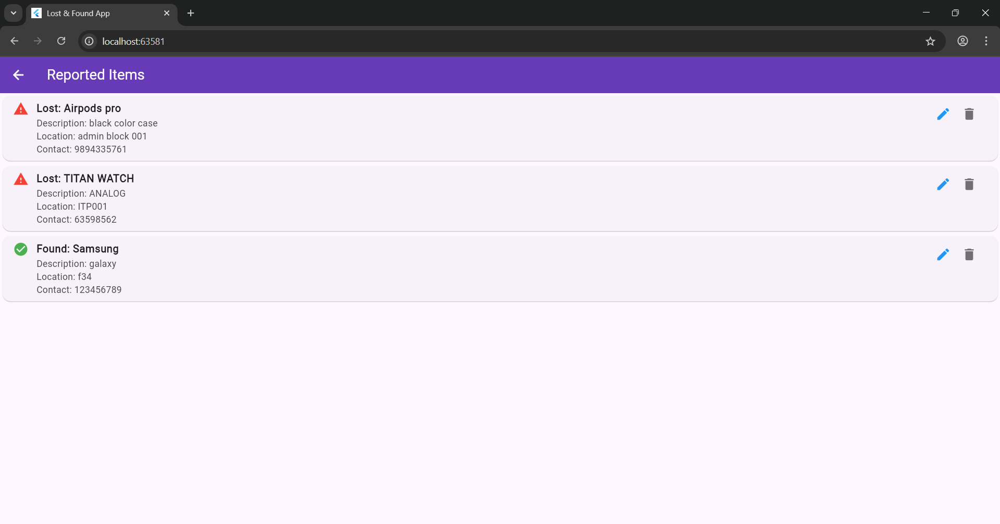 Lost & Found App
localhost:63581
Reported Items
Lost: Airpods pro
Description: black color case
Location: admin block 001
Contact: 9894335761
Lost: TITAN WATCH
Description: ANALOG
Location: ITP001
Contact: 63598562
Found: Samsung
Description: galaxy
Location: f34
Contact: 123456789